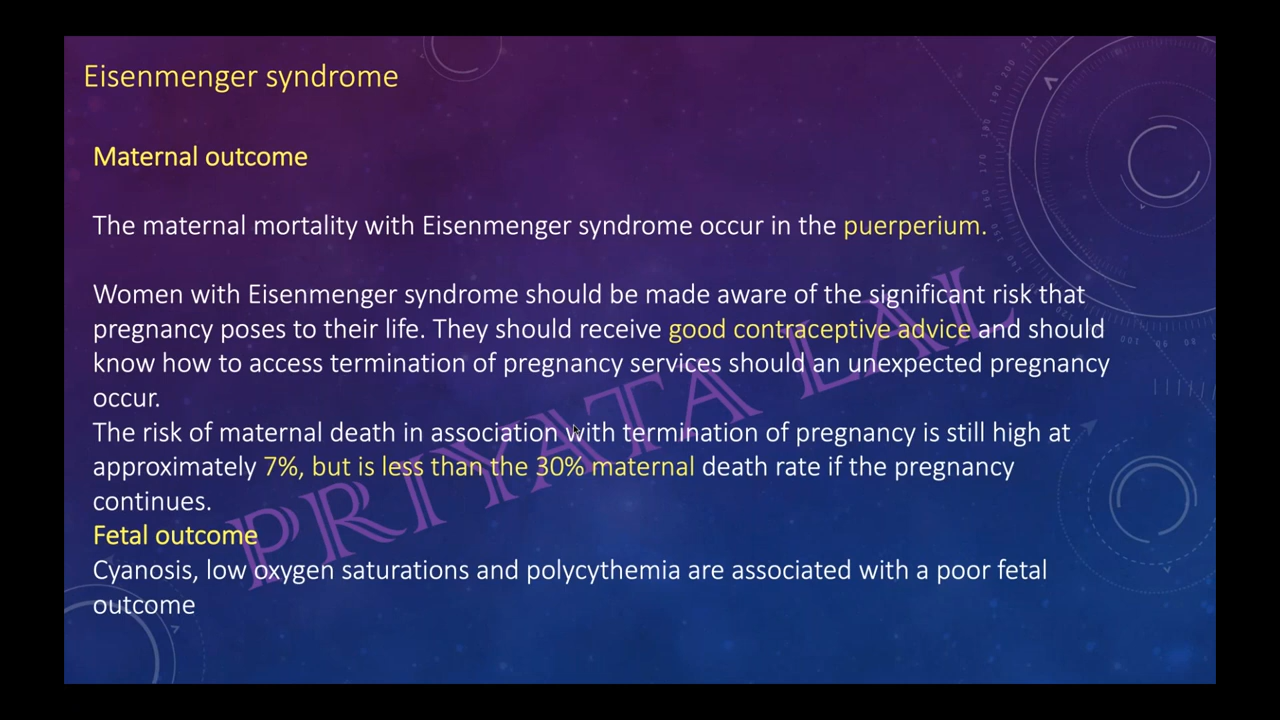 Eisenmenger syndrome
Maternal outcome
The maternal mortality with Eisenmenger syndrome occur in the puerperium.
Women with Eisenmenger syndrome should be made aware of the significant risk that
pregnancy poses to their life. They should receive good contraceptive advice and should
know how to access termination of pregnancy services should an unexpected pregnancy
occur.
The risk of maternal death in association with termination of pregnancy is still high at
approximately 7%, but is less than the 30% maternal death rate if the pregnancy
continues.
Fetal outcome
Cyanosis, low oxygen saturations and polycythemia are associated with a poor fetal
outcome
PRIYATA LAL